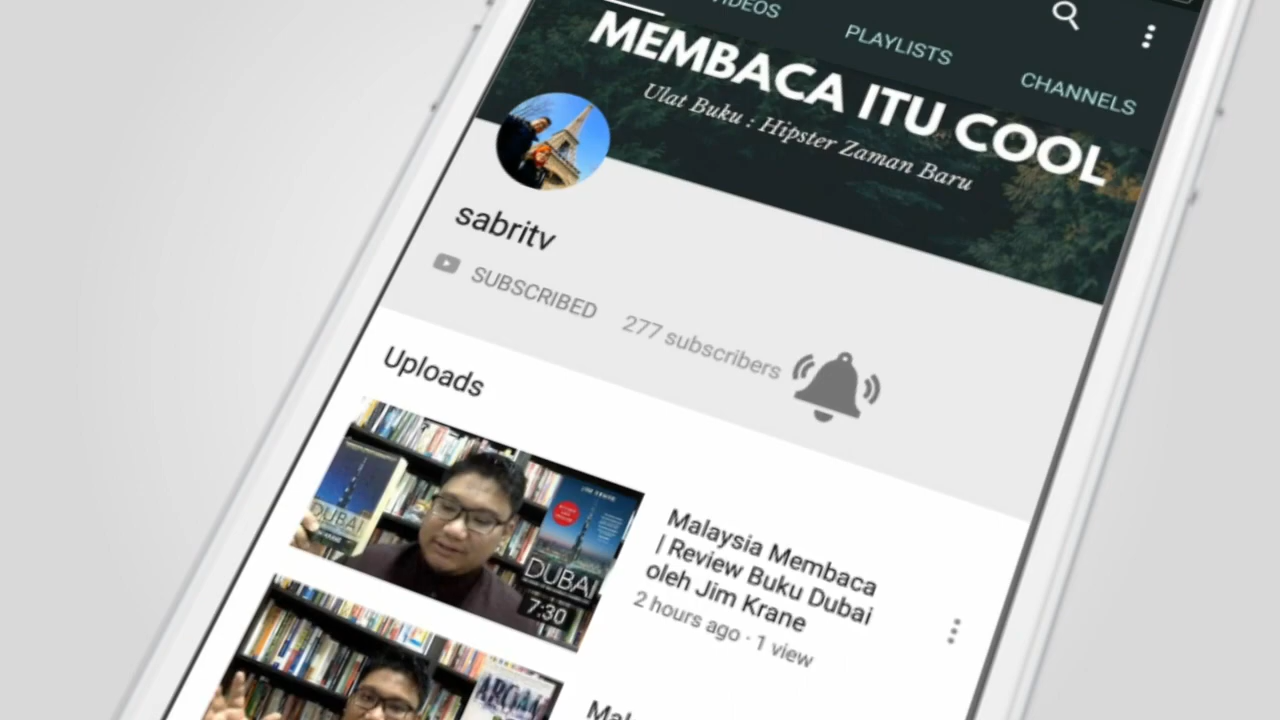 VIDEOS
PLAYLISTS
CHANNELS
MEMBACA ITU COOL
Ulat Buku : Hipster Zaman Baru
sabritv
SUBSCRIBED 277 subscribers
Uploads
DUBAI
DUBAI
7:30
Malaysia Membaca
| Review Buku Dubai
oleh Jim Krane
2 hours ago · 1 view